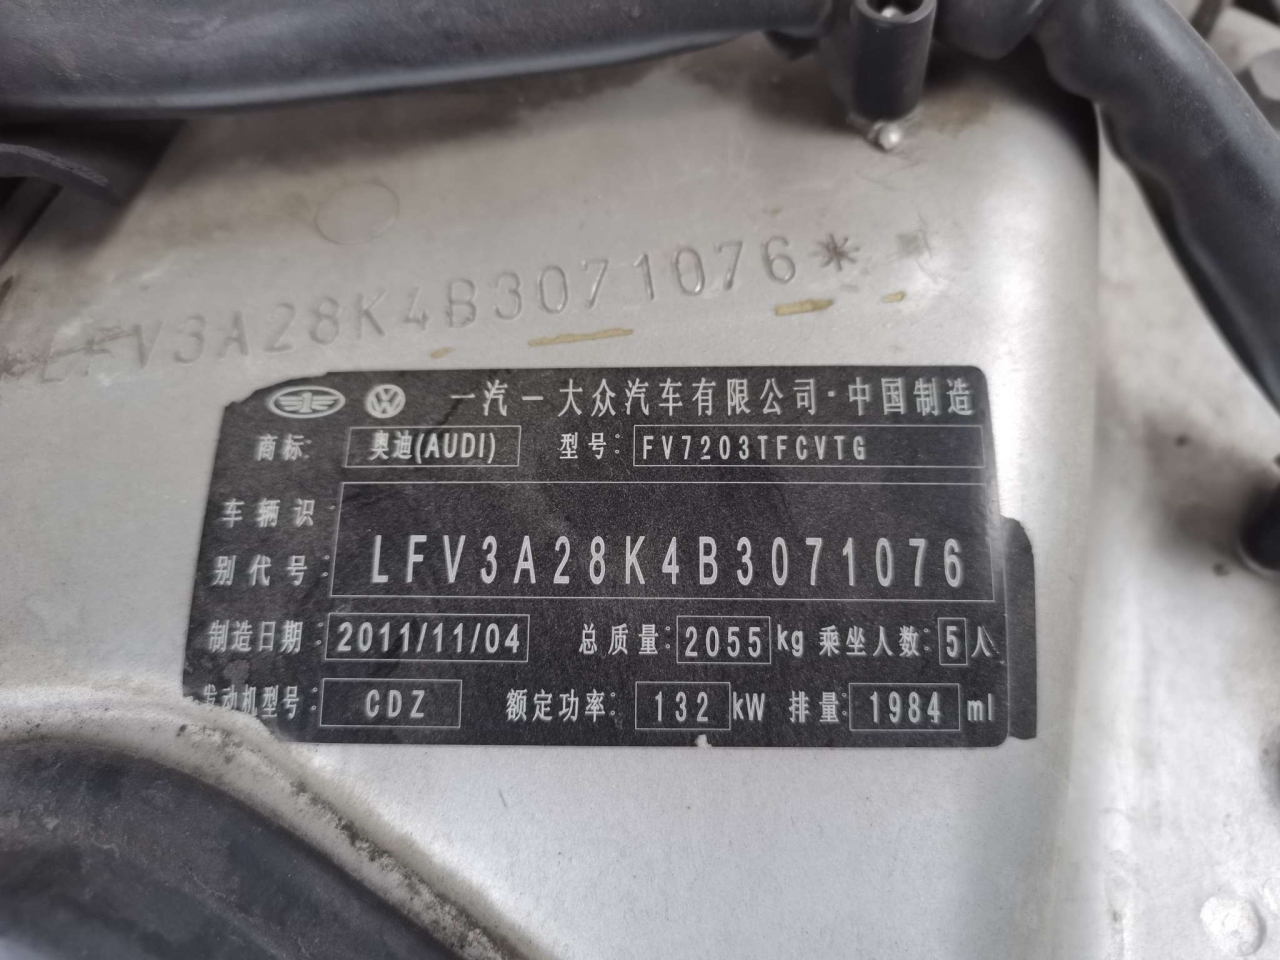 *LFV3A28K4B3071076*
一汽一大众汽车有限公司·中国制造
商标: 奥迪(AUDI) 型号: FV7203TFCVTG
车辆识
别代号: LFV3A28K4B3071076
制造日期: 2011/11/04 总质量: 2055 kg 乘坐人数: 5 人
发动机型号: CDZ 额定功率: 132 kW 排量: 1984 ml